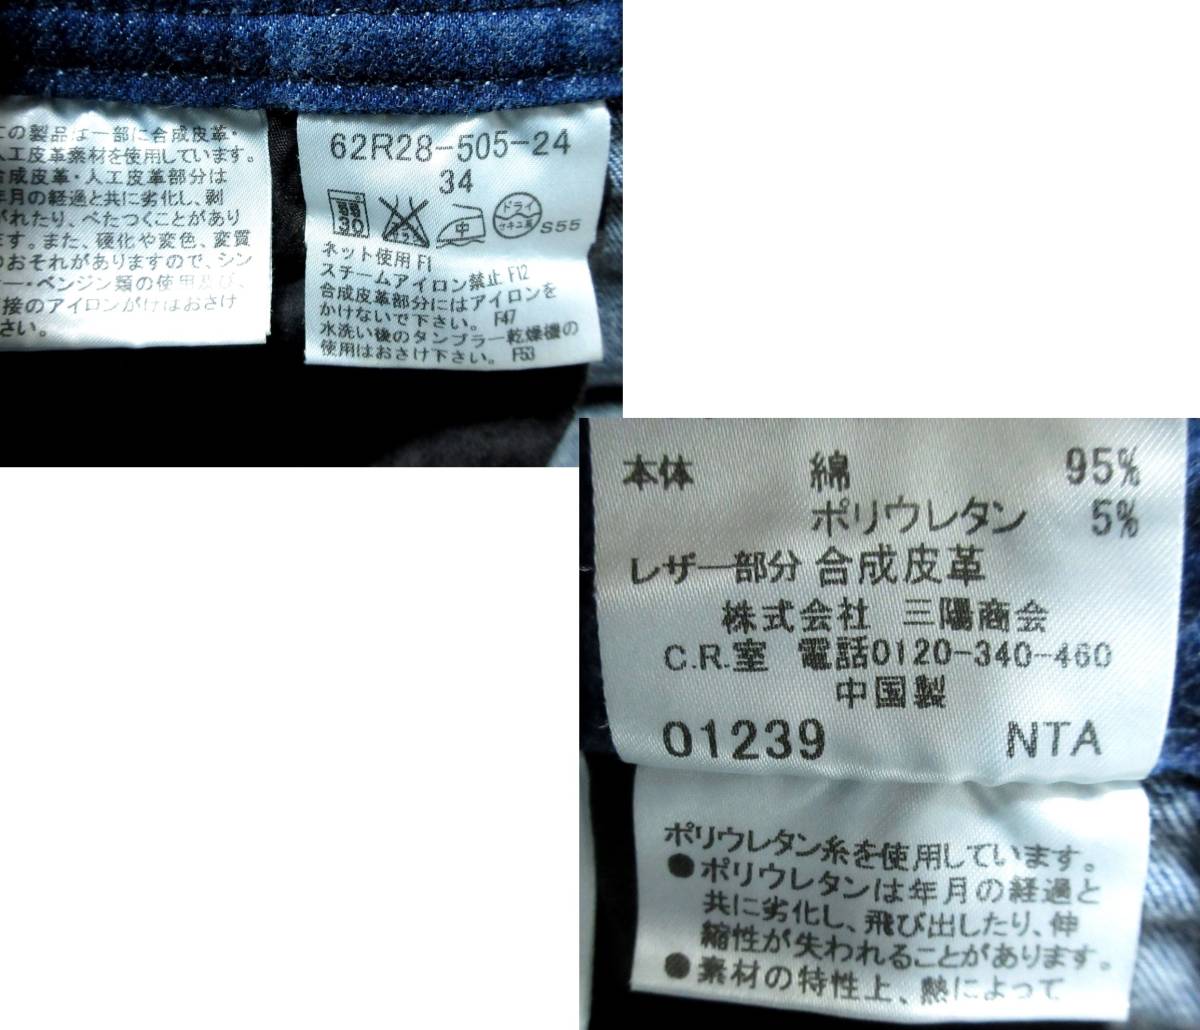 の製品は一部に合成皮革・
人工皮革素材を使用しています。
合成皮革・人工皮革部分は
年月の経過と共に劣化し、剥
がれたり、べたつくことがあり
ます。また、硬化や変色、変質
のおそれがありますので、シン
ナー・ベンジン類の使用及び、
接のアイロンがけはおさけ
さい。
62R28-505-24
34
30
中
ドライ
セキユ系
S55
ネット使用 F1
スチームアイロン禁止 F12
合成皮革部分にはアイロンを
かけないで下さい。 F47
水洗い後のタンブラー乾燥機の
使用はおさけ下さい。 F53
本体 綿 95%
ポリウレタン 5%
レザー部分 合成皮革
株式会社 三陽商会
C.R.室 電話0120-340-460
中国製
01239 NTA
ポリウレタン糸を使用しています。
●ポリウレタンは年月の経過と
共に劣化し、飛び出したり、伸
縮性が失われることがあります。
●素材の特性上、熱によって